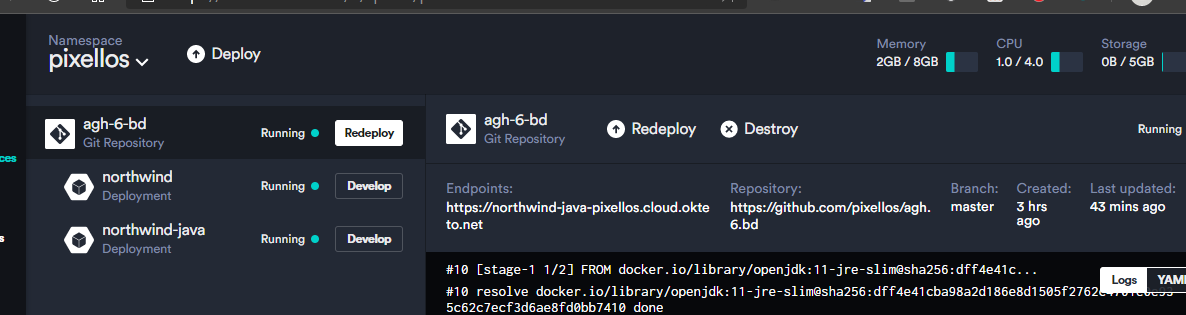 Namespace
pixellos
Deploy
Memory
2GB / 8GB
CPU
1.0 / 4.0
Storage
0B / 5GB
agh-6-bd
Git Repository
Running
Redeploy
northwind
Deployment
Running
Develop
northwind-java
Deployment
Running
Develop
agh-6-bd
Git Repository
Redeploy
Destroy
Running
Endpoints:
https://northwind-java-pixellos.cloud.okte
to.net
Repository:
https://github.com/pixellos/agh.
6.bd
Branch:
master
Created:
3 hrs
ago
Last updated:
43 mins ago
Logs
YAML
#10 [stage-1 1/2] FROM docker.io/library/openjdk:11-jre-slim@sha256:dff4e41c...
#10 resolve docker.io/library/openjdk:11-jre-slim@sha256:
5c62c7ecf3d6ae8fd0bb7410 done
ces
s